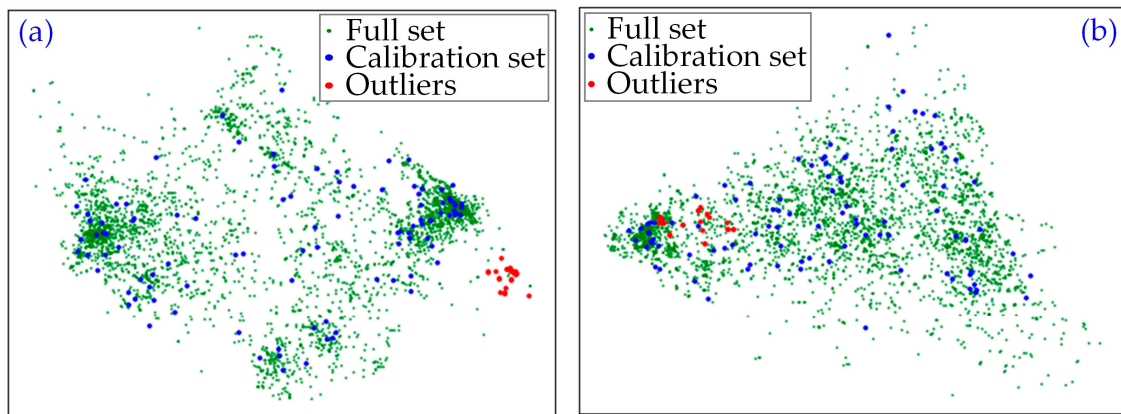 (a)
Full set
Calibration set
Outliers
Full set
Calibration set
Outliers
(b)